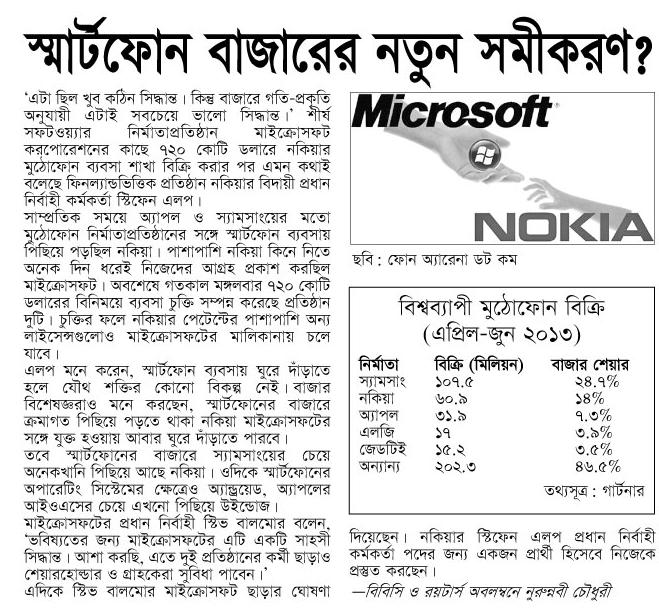 স্মার্টফোন বাজারের নতুন সমীকরণ?
‘এটা ছিল খুব কঠিন সিদ্ধান্ত। কিন্তু বাজারে গতি-প্রকৃতি
অনুযায়ী এটাই সবচেয়ে ভালো সিদ্ধান্ত।’ শীর্ষ
সফটওয়্যার নির্মাতাপ্রতিষ্ঠান মাইক্রোসফট
করপোরেশনের কাছে ৭২০ কোটি ডলারে নকিয়ার
মুঠোফোন ব্যবসা শাখা বিক্রি করার পর এমন কথাই
বলেছে ফিনল্যান্ডভিত্তিক প্রতিষ্ঠান নকিয়ার বিদায়ী প্রধান
নির্বাহী কর্মকর্তা স্টিফেন এলপ।
সাম্প্রতিক সময়ে অ্যাপল ও স্যামসাংয়ের মতো
মুঠোফোন নির্মাতাপ্রতিষ্ঠানের সঙ্গে স্মার্টফোন ব্যবসায়
পিছিয়ে পড়ছিল নকিয়া। পাশাপাশি নকিয়া কিনে নিতে
অনেক দিন ধরেই নিজেদের আগ্রহ প্রকাশ করছিল
মাইক্রোসফট। অবশেষে গতকাল মঙ্গলবার ৭২০ কোটি
ডলারের বিনিময়ে ব্যবসা চুক্তি সম্পন্ন করেছে প্রতিষ্ঠান
দুটি। চুক্তির ফলে নকিয়ার পেটেন্টের পাশাপাশি অন্য
লাইসেন্সগুলোও মাইক্রোসফটের মালিকানায় চলে
যাবে।
এলপ মনে করেন, স্মার্টফোন ব্যবসায় ঘুরে দাঁড়াতে
হলে যৌথ শক্তির কোনো বিকল্প নেই। বাজার
বিশেষজ্ঞরাও মনে করছেন, স্মার্টফোনের বাজারে
ক্রমাগত পিছিয়ে পড়তে থাকা নকিয়া মাইক্রোসফটের
সঙ্গে যুক্ত হওয়ায় আবার ঘুরে দাঁড়াতে পারবে।
তবে স্মার্টফোনের বাজারে স্যামসাংয়ের চেয়ে
অনেকখানি পিছিয়ে আছে নকিয়া। ওদিকে স্মার্টফোনের
অপারেটিং সিস্টেমের ক্ষেত্রেও অ্যান্ড্রয়েড, অ্যাপলের
আইওএসের চেয়ে এখনো পিছিয়ে উইন্ডোজ।
মাইক্রোসফটের প্রধান নির্বাহী স্টিভ বালমোর বলেন,
‘ভবিষ্যতের জন্য মাইক্রোসফটের এটি একটি সাহসী
সিদ্ধান্ত। আশা করছি, এতে দুই প্রতিষ্ঠানের কর্মী ছাড়াও
শেয়ারহোল্ডার ও গ্রাহকেরা সুবিধা পাবেন।’
এদিকে স্টিভ বালমোর মাইক্রোসফট ছাড়ার ঘোষণা
Microsoft
NOKIA
ছবি : ফোন অ্যারেনা ডট কম
বিশ্বব্যাপী মুঠোফোন বিক্রি
(এপ্রিল-জুন ২০১৩)
নির্মাতা বিক্রি (মিলিয়ন) বাজার শেয়ার
স্যামসাং ১০৭.৫ ২৪.৭%
নকিয়া ৬০.৯ ১৪%
অ্যাপল ৩১.৯ ৭.৩%
এলজি ১৭ ৩.৯%
জেডটিই ১৫.২ ৩.৫%
অন্যান্য ২০২.৩ ৪৬.৫%
তথ্যসূত্র : গার্টনার
দিয়েছেন। নকিয়ার স্টিফেন এলপ প্রধান নির্বাহী
কর্মকর্তা পদের জন্য একজন প্রার্থী হিসেবে নিজেকে
প্রস্তুত করছেন।
—বিবিসি ও রয়টার্স অবলম্বনে নুরুন্নবী চৌধুরী